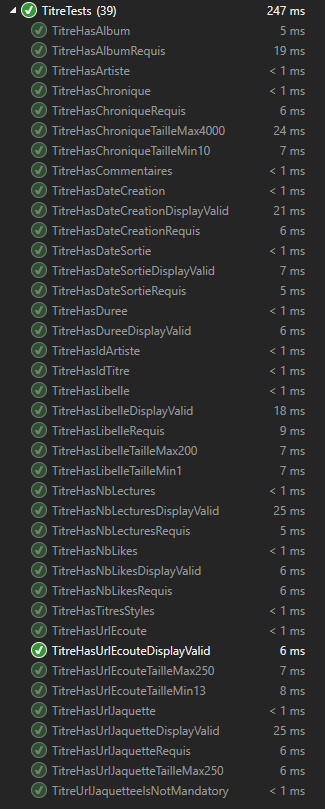 TitreTests (39) 247 ms
TitreHasAlbum 5 ms
TitreHasAlbumRequis 19 ms
TitreHasArtiste < 1 ms
TitreHasChronique < 1 ms
TitreHasChroniqueRequis 6 ms
TitreHasChroniqueTailleMax4000 24 ms
TitreHasChroniqueTailleMin10 7 ms
TitreHasCommentaires < 1 ms
TitreHasDateCreation < 1 ms
TitreHasDateCreationDisplayValid 21 ms
TitreHasDateCreationRequis 6 ms
TitreHasDateSortie < 1 ms
TitreHasDateSortieDisplayValid 7 ms
TitreHasDateSortieRequis 5 ms
TitreHasDuree < 1 ms
TitreHasDureeDisplayValid 6 ms
TitreHasIdArtiste < 1 ms
TitreHasIdTitre < 1 ms
TitreHasLibelle < 1 ms
TitreHasLibelleDisplayValid 18 ms
TitreHasLibelleRequis 9 ms
TitreHasLibelleTailleMax200 7 ms
TitreHasLibelleTailleMin1 7 ms
TitreHasNbLectures < 1 ms
TitreHasNbLecturesDisplayValid 25 ms
TitreHasNbLecturesRequis 5 ms
TitreHasNbLikes < 1 ms
TitreHasNbLikesDisplayValid 6 ms
TitreHasNbLikesRequis 6 ms
TitreHasTitresStyles < 1 ms
TitreHasUrlEcoute < 1 ms
TitreHasUrlEcouteDisplayValid 6 ms
TitreHasUrlEcouteTailleMax250 7 ms
TitreHasUrlEcouteTailleMin13 8 ms
TitreHasUrlJaquette < 1 ms
TitreHasUrlJaquetteDisplayValid 25 ms
TitreHasUrlJaquetteRequis 6 ms
TitreHasUrlJaquetteTailleMax250 6 ms
TitreUrlJaquetteeIsNotMandatory < 1 ms